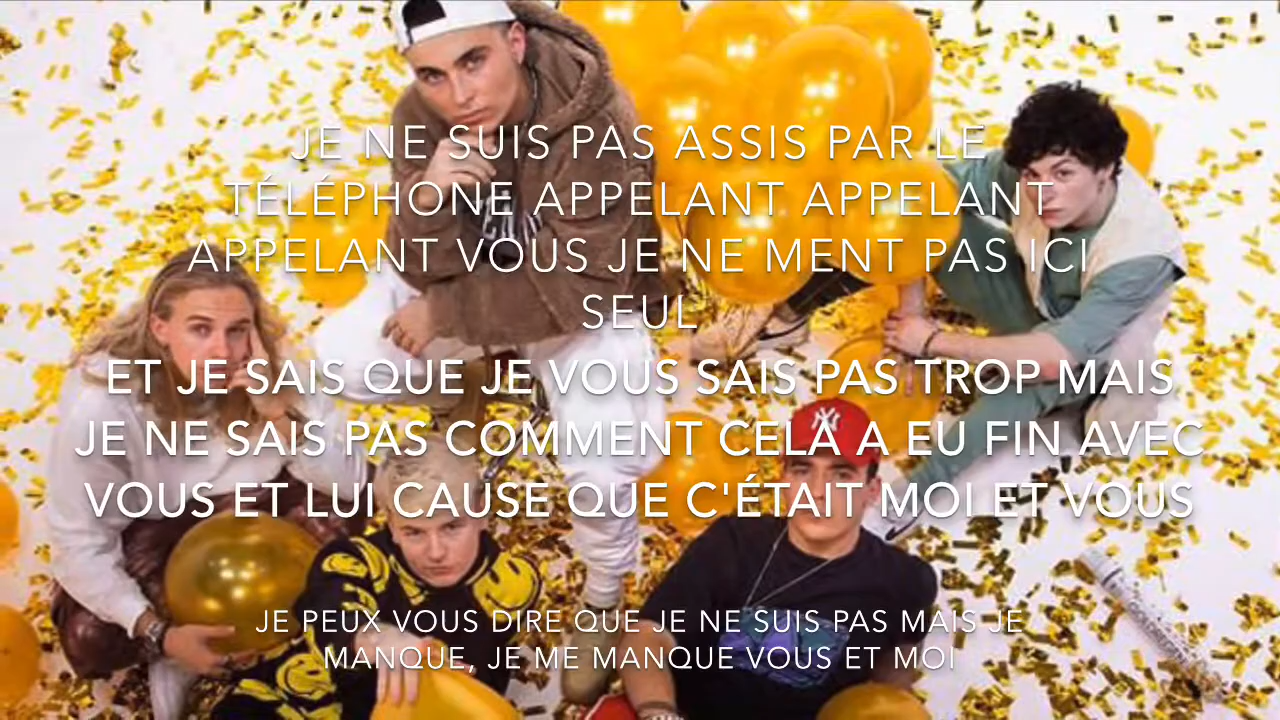 JE NE SUIS PAS ASSIS PAR LE
TÉLÉPHONE APPELANT APPELANT
APPELANT VOUS JE NE MENT PAS ICI
SEUL
ET JE SAIS QUE JE VOUS SAIS PAS TROP MAIS
JE NE SAIS PAS COMMENT CELA A EU FIN AVEC
VOUS ET LUI CAUSE QUE C'ÉTAIT MOI ET VOUS
JE PEUX VOUS DIRE QUE JE NE SUIS PAS MAIS JE
MANQUE, JE ME MANQUE VOUS ET MOI